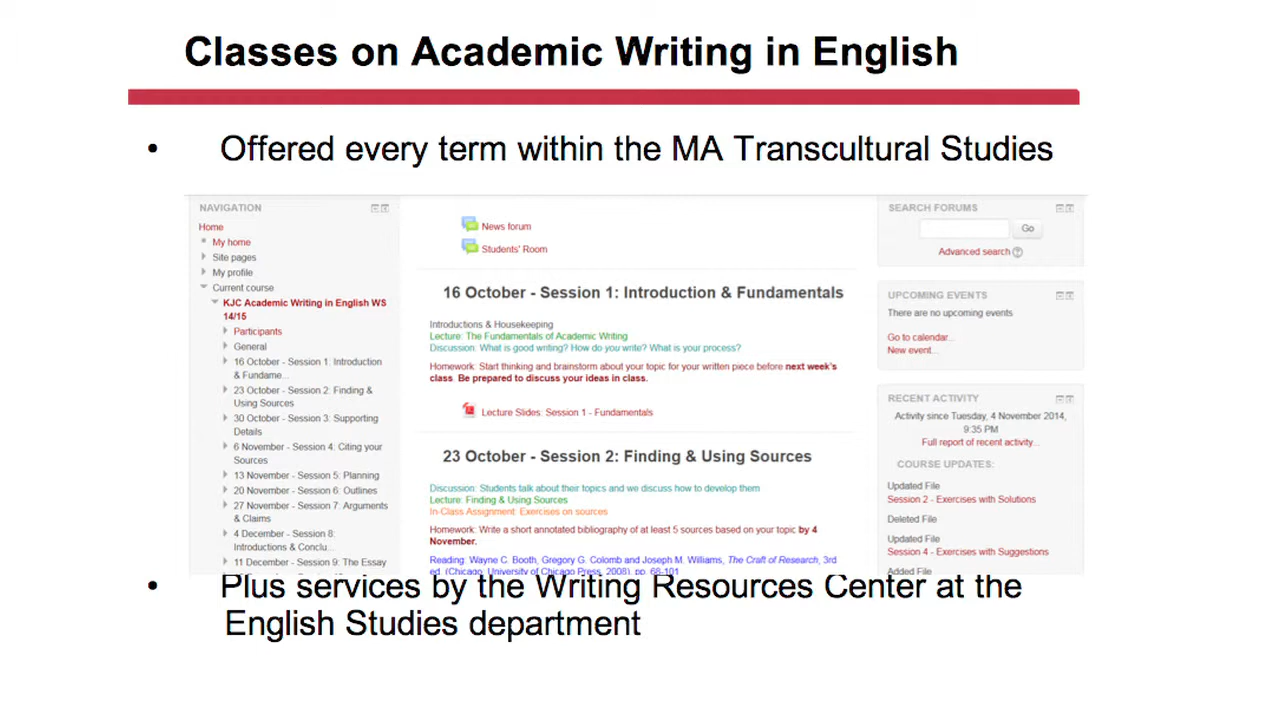 Classes on Academic Writing in English
• Offered every term within the MA Transcultural Studies
NAVIGATION
Home
My home
Site pages
My profile
Current course
KJC Academic Writing in English WS
14/15
Participants
General
16 October - Session 1: Introduction
& Fundame...
23 October - Session 2: Finding &
Using Sources
30 October - Session 3: Supporting
Details
6 November - Session 4: Citing your
Sources
13 November - Session 5: Planning
20 November - Session 6: Outlines
27 November - Session 7: Arguments
& Claims
4 December - Session 8:
Introductions & Conclu...
11 December - Session 9: The Essay
News forum
Students' Room
16 October - Session 1: Introduction & Fundamentals
Introductions & Housekeeping
Lecture: The Fundamentals of Academic Writing
Discussion: What is good writing? How do you write? What is your process?
Homework: Start thinking and brainstorm about your topic for your written piece before next week's
class. Be prepared to discuss your ideas in class.
Lecture Slides: Session 1 - Fundamentals
23 October - Session 2: Finding & Using Sources
Discussion: Students talk about their topics and we discuss how to develop them
Lecture: Finding & Using Sources
In-Class Assignment: Exercises on sources
Homework: Write a short annotated bibliography of at least 5 sources based on your topic by 4
November.
Reading: Wayne C. Booth, Gregory G. Colomb and Joseph M. Williams, The Craft of Research, 3rd
ed. (Chicago: University of Chicago Press, 2008), pp. 68-101
SEARCH FORUMS
Go
Advanced search
UPCOMING EVENTS
There are no upcoming events
Go to calendar...
New event...
RECENT ACTIVITY
Activity since Tuesday, 4 November 2014,
9:35 PM
Full report of recent activity...
COURSE UPDATES:
Updated File
Session 2 - Exercises with Solutions
Deleted File
Updated File
Session 4 - Exercises with Suggestions
Added File
• Plus services by the Writing Resources Center at the
English Studies department